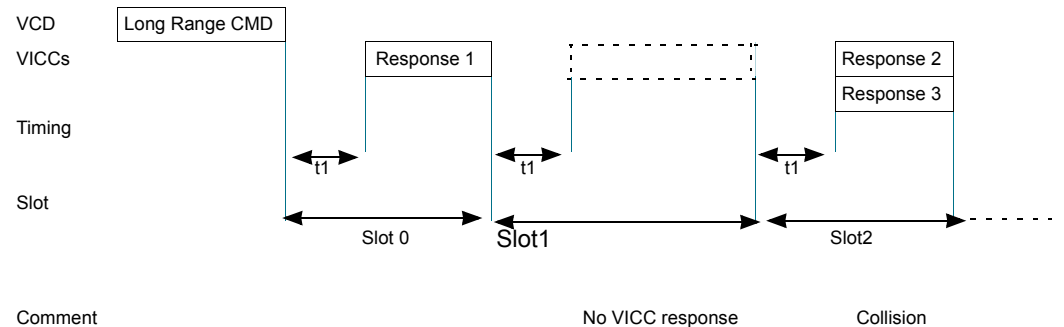 VCD Long Range CMD
VICCs Response 1 Response 2
Response 3
Timing
t1 t1 t1
Slot
Slot 0 Slot1 Slot2
Comment No VICC response Collision